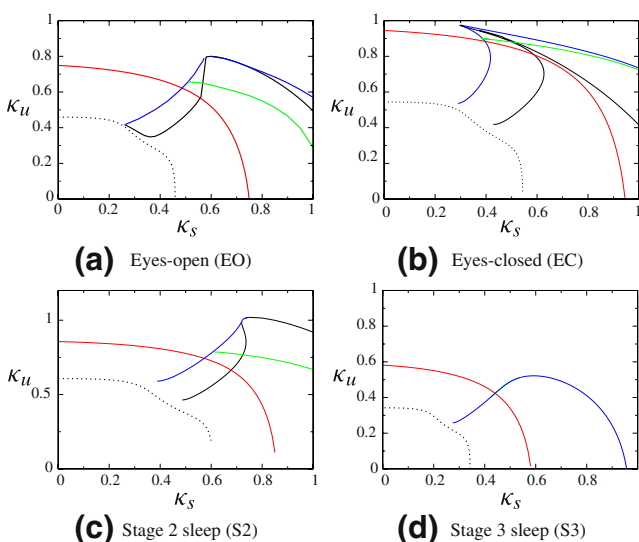 1
0.8
κu 0.6
0.4
0.2
0
0 0.2 0.4 0.6 0.8 1
κs
(a) Eyes-open (EO)
1
0.8
κu 0.6
0.4
0.2
0
0 0.2 0.4 0.6 0.8 1
κs
(b) Eyes-closed (EC)
1
κu
0.5
0
0 0.2 0.4 0.6 0.8 1
κs
(c) Stage 2 sleep (S2)
1
0.8
κu 0.6
0.4
0.2
0
0 0.2 0.4 0.6 0.8 1
κs
(d) Stage 3 sleep (S3)